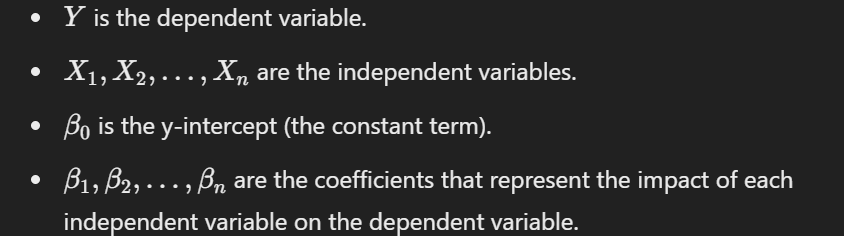 • Y is the dependent variable.
• X₁, X₂, . . . , Xₙ are the independent variables.
• β₀ is the y-intercept (the constant term).
• β₁, β₂, . . . , βₙ are the coefficients that represent the impact of each
independent variable on the dependent variable.